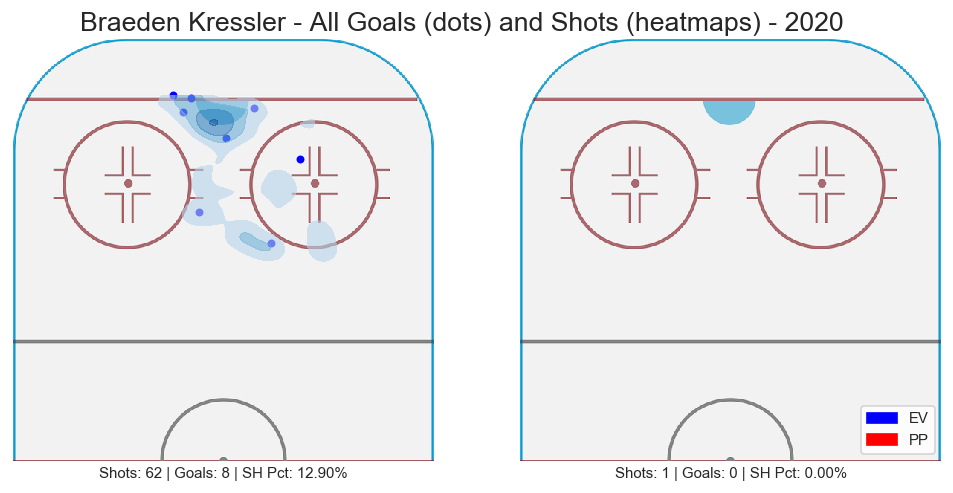 Braeden Kressler - All Goals (dots) and Shots (heatmaps) - 2020
EV
PP
Shots: 62 | Goals: 8 | SH Pct: 12.90%
Shots: 1 | Goals: 0 | SH Pct: 0.00%